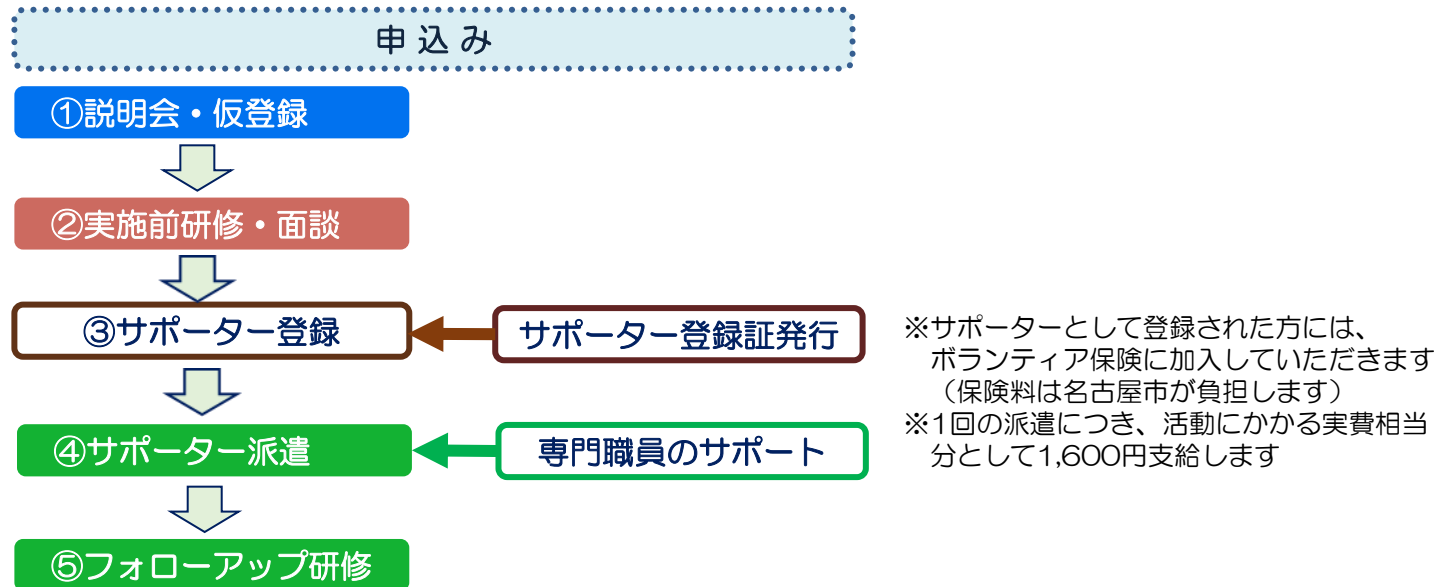 申込み
①説明会・仮登録
②実施前研修・面談
③サポーター登録
サポーター登録証発行
④サポーター派遣
専門職員のサポート
⑤フォローアップ研修
※サポーターとして登録された方には、
ボランティア保険に加入していただきます
（保険料は名古屋市が負担します）
※1回の派遣につき、活動にかかる実費相当
分として1,600円支給します